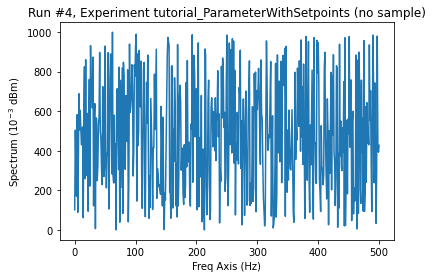 Run #4, Experiment tutorial_ParameterWithSetpoints (no sample)
1000
800
600
400
200
0
Spectrum (10⁻³ dBm)
0 100 200 300 400 500
Freq Axis (Hz)